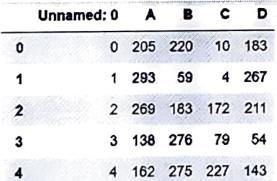 Unnamed: 0 A B C D
0 0 205 220 10 183
1 1 293 59 4 267
2 2 269 183 172 211
3 3 138 276 79 54
4 4 162 275 227 143